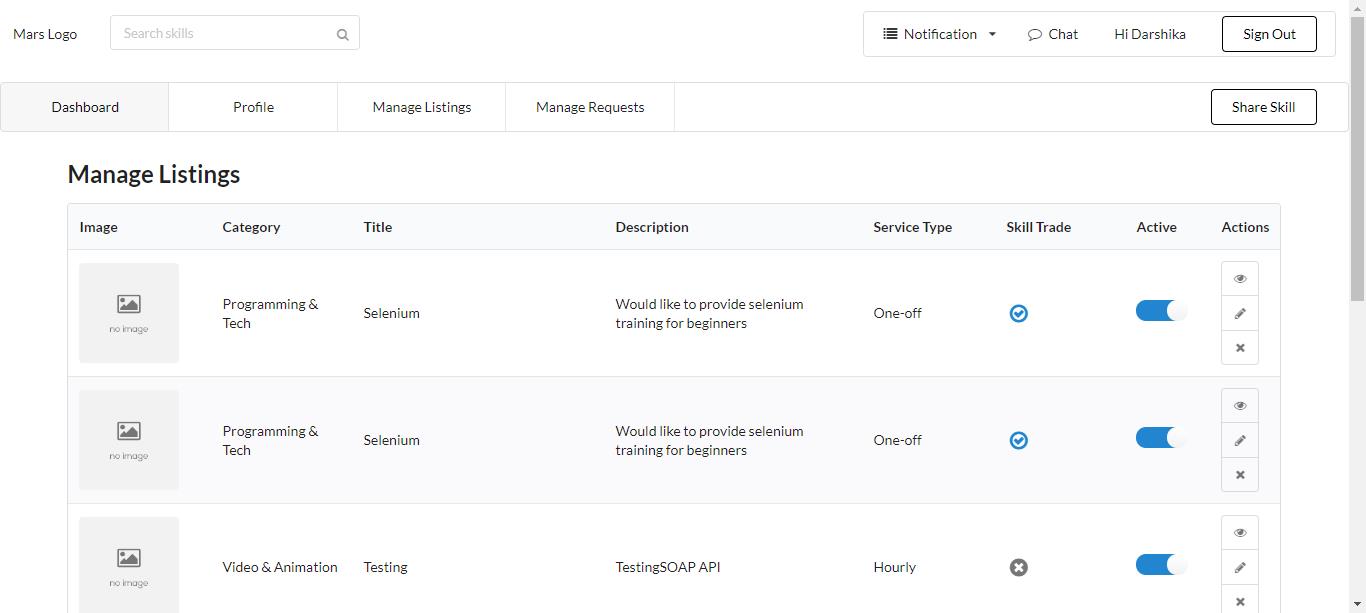 Mars Logo
Search skills
Notification
Chat
Hi Darshika
Sign Out
Dashboard
Profile
Manage Listings
Manage Requests
Share Skill
Manage Listings
Image
Category
Title
Description
Service Type
Skill Trade
Active
Actions
no image
Programming &
Tech
Selenium
Would like to provide selenium
training for beginners
One-off
no image
Programming &
Tech
Selenium
Would like to provide selenium
training for beginners
One-off
no image
Video & Animation
Testing
TestingSOAP API
Hourly